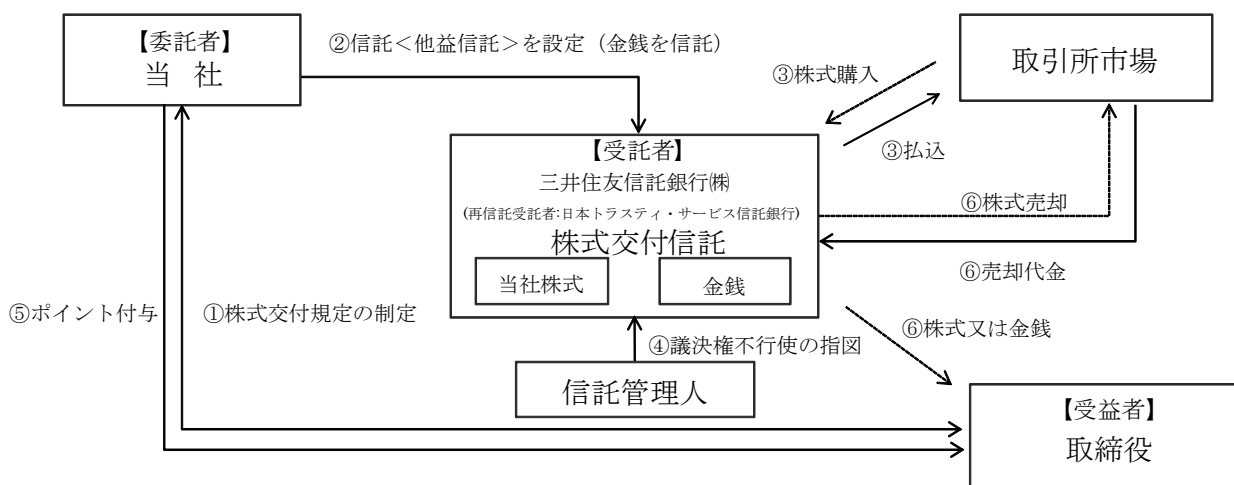 【委託者】
当 社
②信託＜他益信託＞を設定（金銭を信託）
取引所市場
③株式購入
③払込
【受託者】
三井住友信託銀行㈱
(再信託受託者:日本トラスティ・サービス信託銀行)
株式交付信託
当社株式
金銭
⑥株式売却
⑥売却代金
⑤ポイント付与
①株式交付規定の制定
④議決権不行使の指図
⑥株式又は金銭
信託管理人
【受益者】
取締役